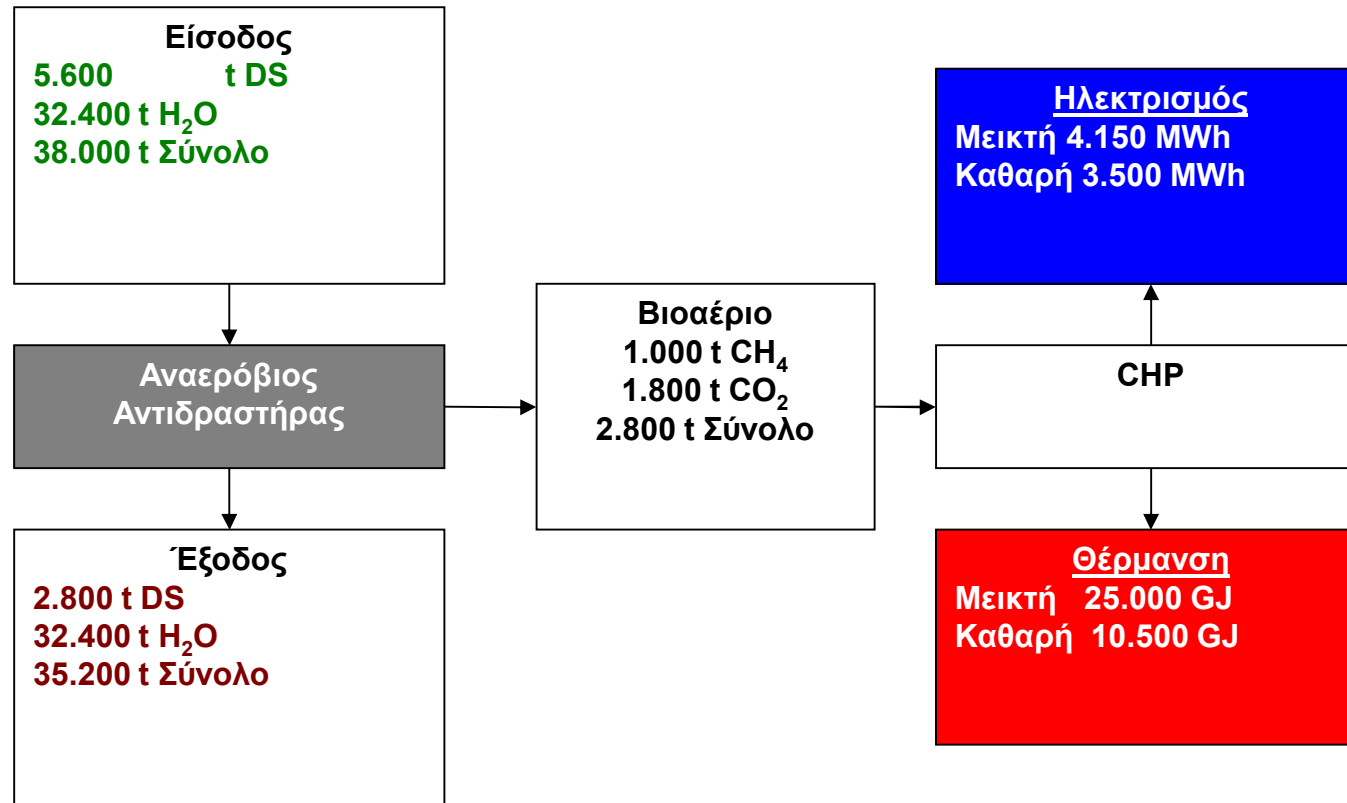 Είσοδος
5.600 t DS
32.400 t H₂O
38.000 t Σύνολο
Ηλεκτρισμός
Μεικτή 4.150 MWh
Καθαρή 3.500 MWh
Αναερόβιος
Αντιδραστήρας
Βιοαέριο
1.000 t CH₄
1.800 t CO₂
2.800 t Σύνολο
CHP
Έξοδος
2.800 t DS
32.400 t H₂O
35.200 t Σύνολο
Θέρμανση
Μεικτή 25.000 GJ
Καθαρή 10.500 GJ